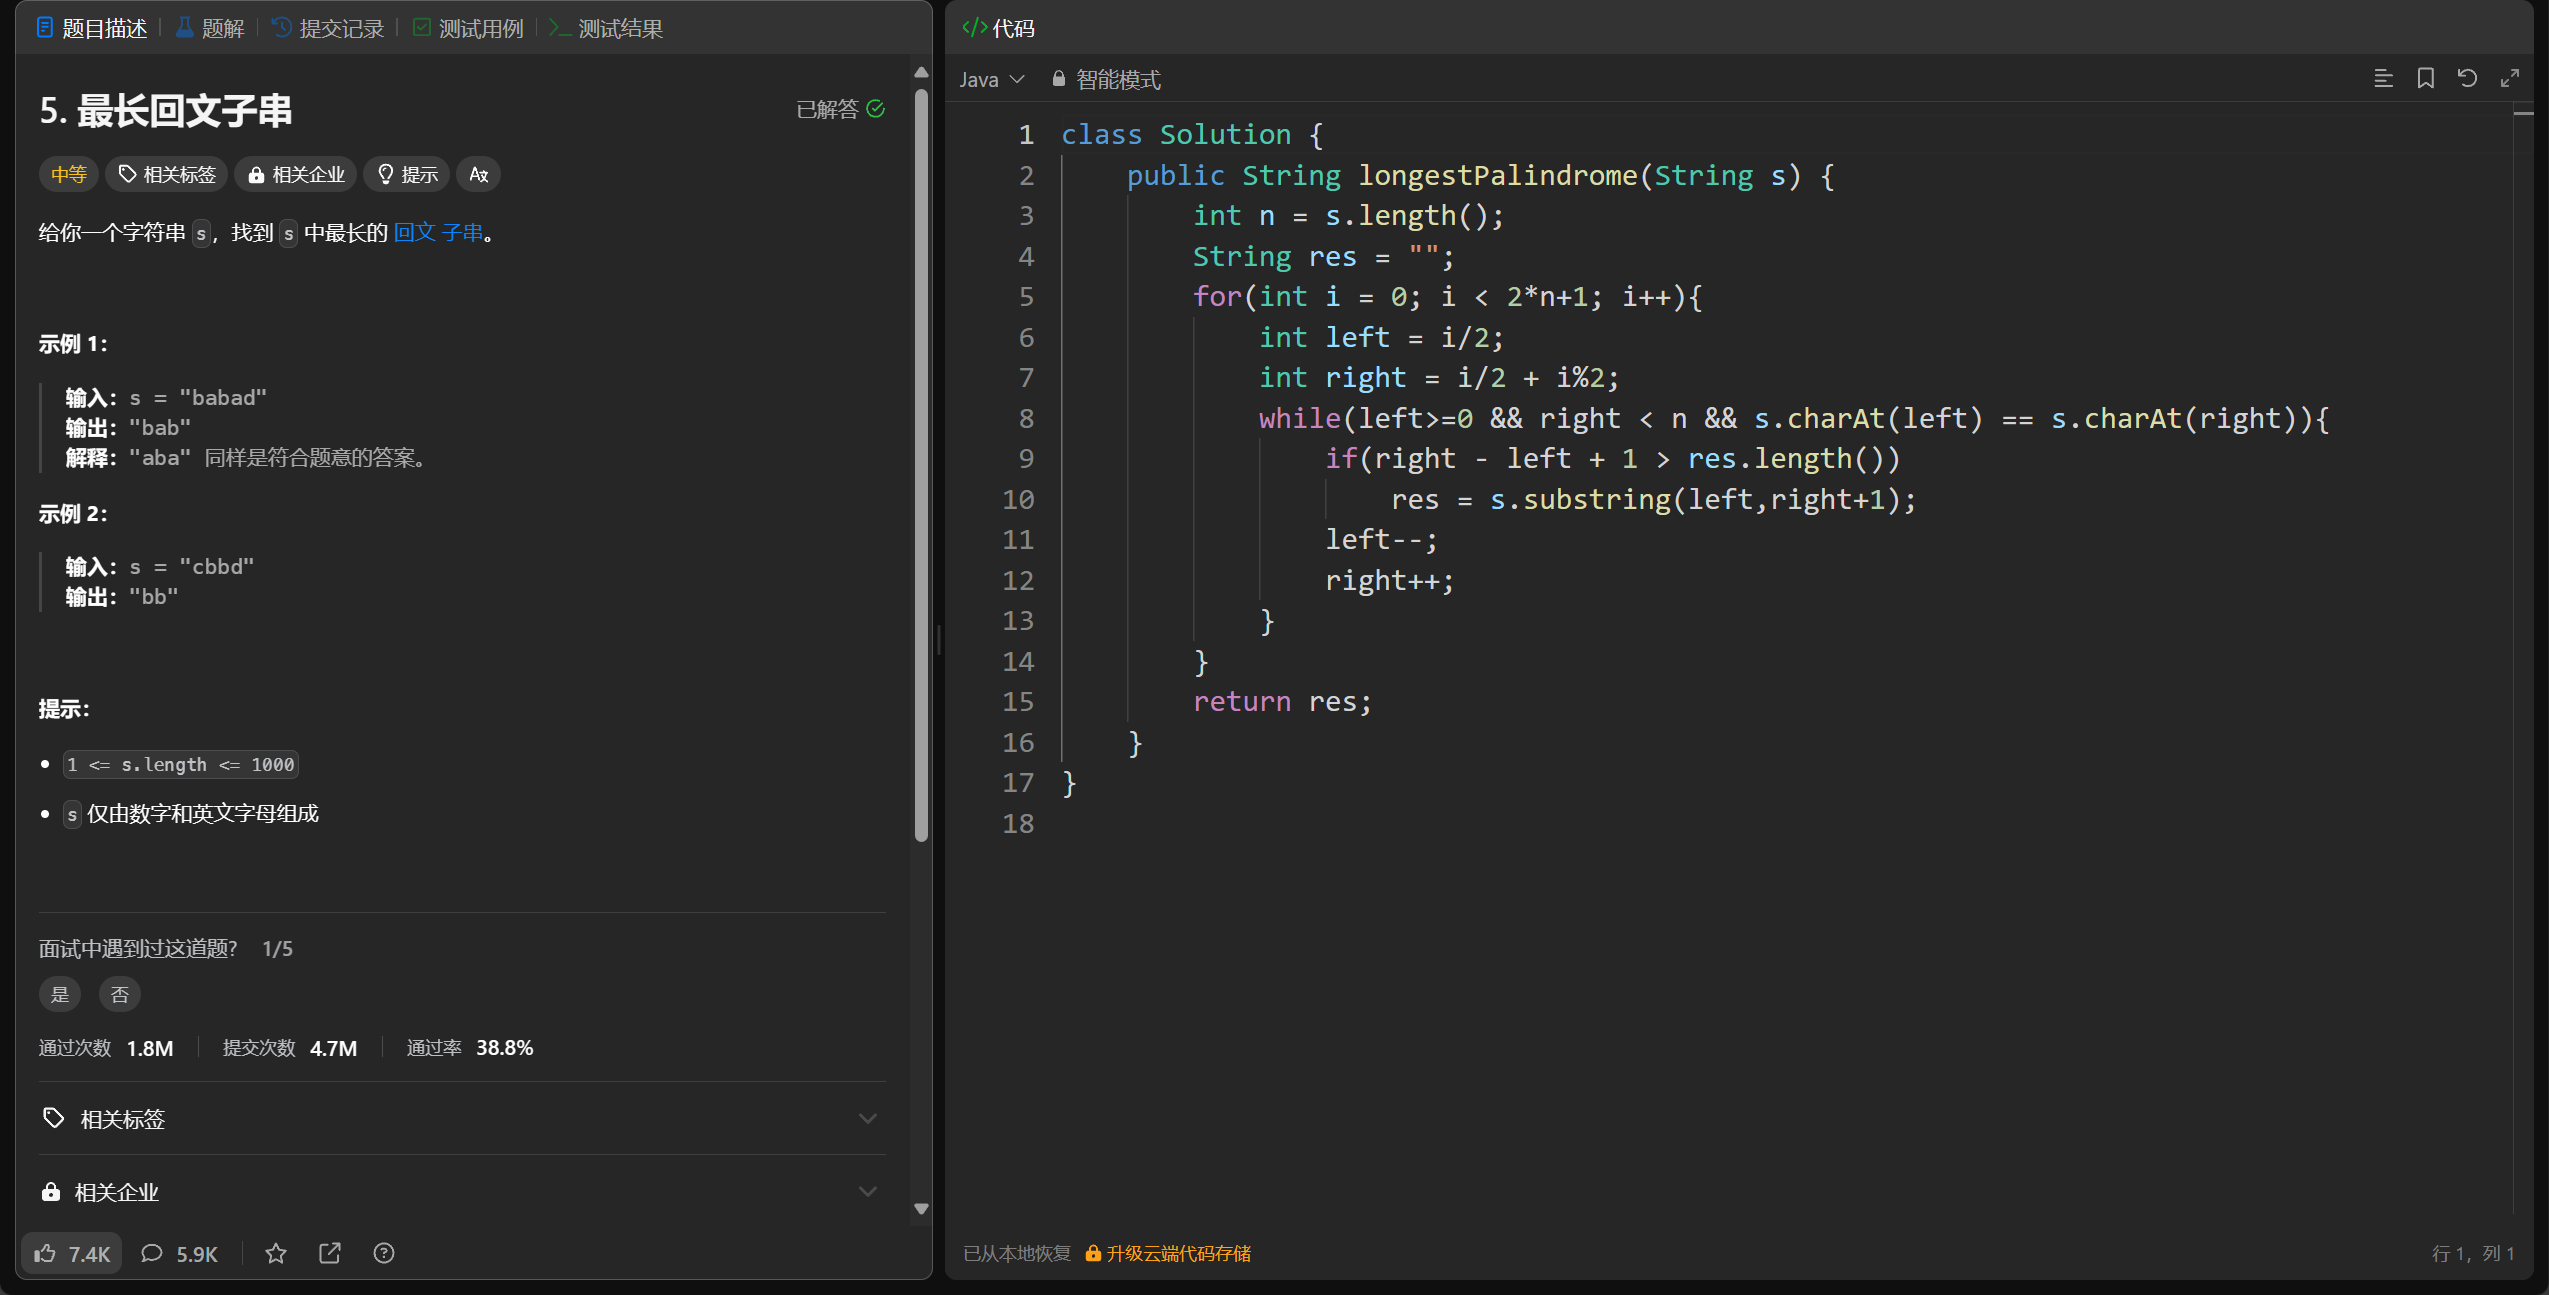 题目描述 题解 提交记录 测试用例 测试结果
5. 最长回文子串
已解答
中等 相关标签 相关企业 提示
给你一个字符串 s，找到 s 中最长的 回文 子串。
示例 1：
输入：s = "babad"
输出："bab"
解释："aba" 同样是符合题意的答案。
示例 2：
输入：s = "cbbd"
输出："bb"
提示：
1 <= s.length <= 1000
s 仅由数字和英文字母组成
面试中遇到过这道题? 1/5
是 否
通过次数 1.8M 提交次数 4.7M 通过率 38.8%
相关标签
相关企业
7.4K 5.9K
</> 代码
Java 智能模式
1 class Solution {
2     public String longestPalindrome(String s) {
3         int n = s.length();
4         String res = "";
5         for(int i = 0; i < 2*n+1; i++){
6             int left = i/2;
7             int right = i/2 + i%2;
8             while(left>=0 && right < n && s.charAt(left) == s.charAt(right)){
9                 if(right - left + 1 > res.length())
10                     res = s.substring(left,right+1);
11                 left--;
12                 right++;
13             }
14         }
15         return res;
16     }
17 }
18
已从本地恢复 升级云端代码存储
行 1，列 1